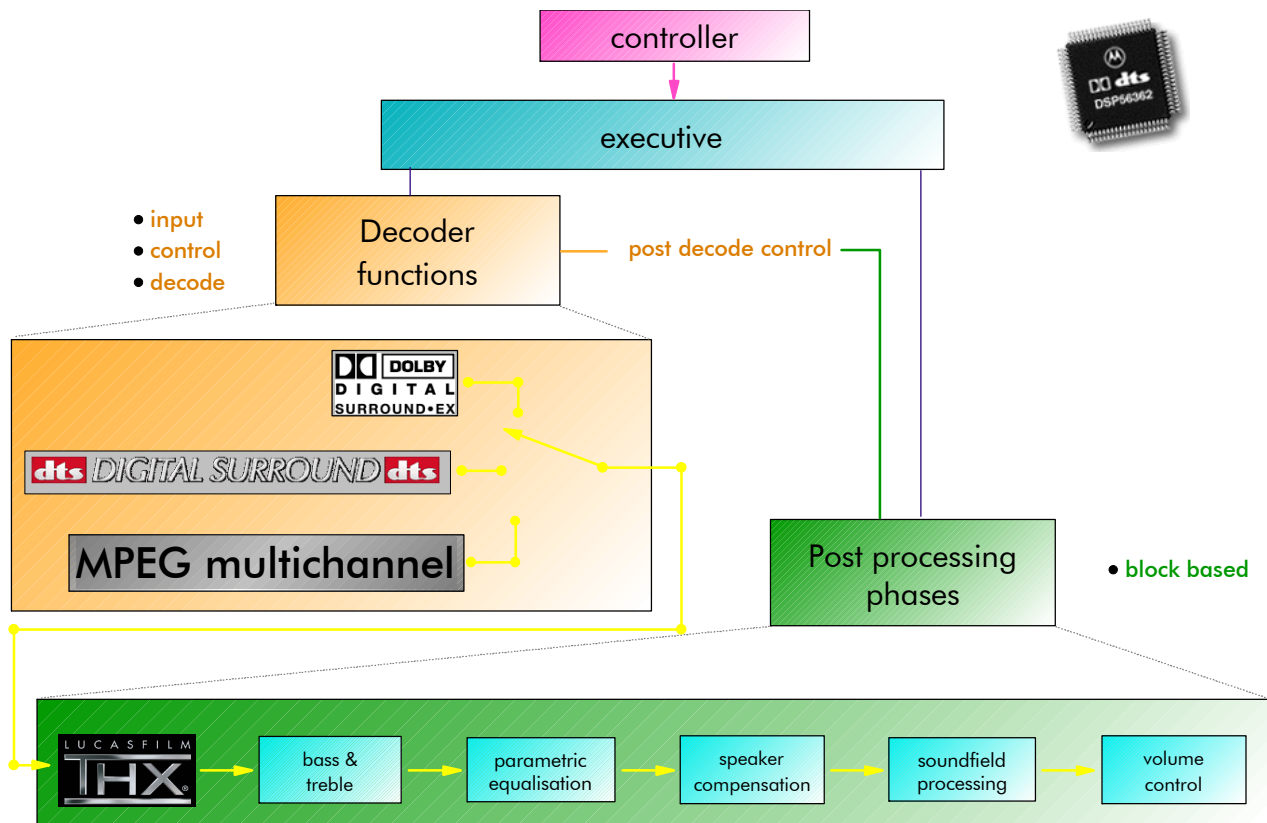 controller
dts
DSP56362
executive
• input
• control
• decode
Decoder
functions
post decode control
DOLBY
DIGITAL
SURROUND•EX
dts DIGITAL SURROUND dts
MPEG multichannel
Post processing
phases
• block based
LUCASFILM
THX®
bass &
treble
parametric
equalisation
speaker
compensation
soundfield
processing
volume
control